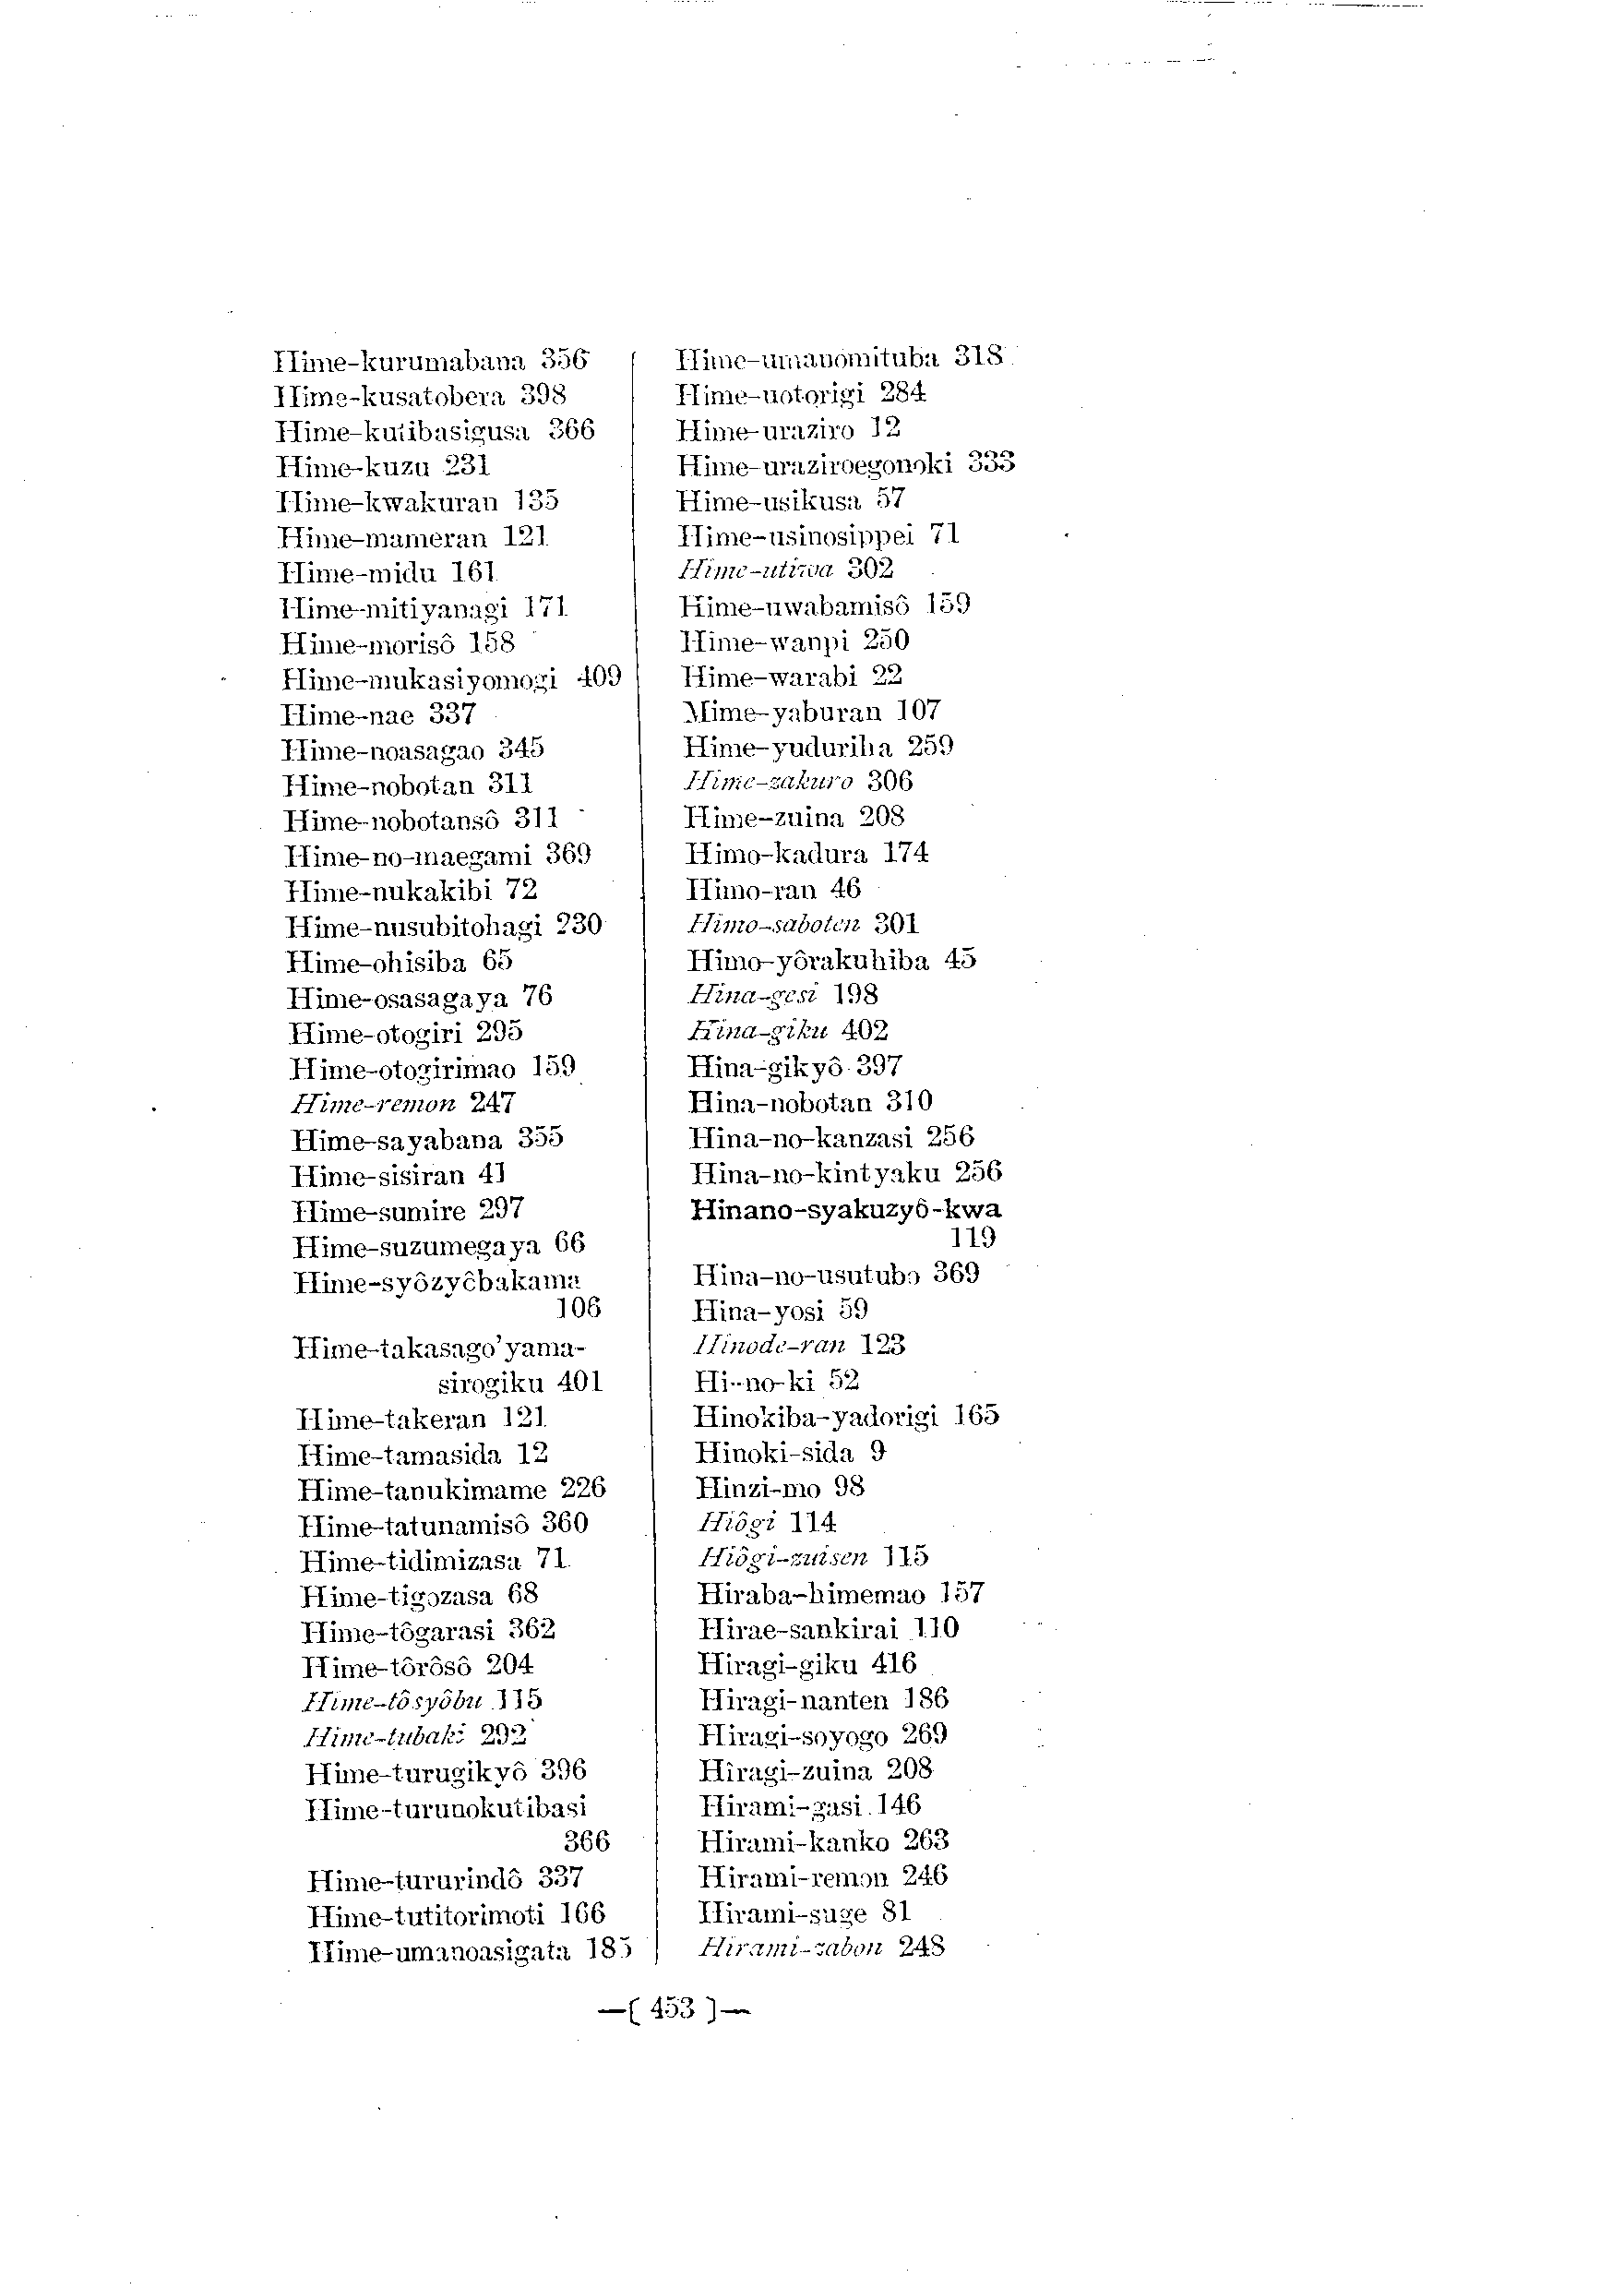 Hime-kurumabana 356
Hime-kusatobera 398
Hime-kutibasigusa 366
Hime-kuzu 231
Hime-kwakuran 135
Hime-mameran 121
Hime-midu 161
Hime-mitiyanagi 171
Hime-morisô 158
Hime-mukasiyomogi 409
Hime-nae 337
Hime-noasagao 345
Hime-nobotan 311
Hime-nobotansô 311
Hime-no-maegami 369
Hime-nukakibi 72
Hime-nusubitohagi 230
Hime-ohisiba 65
Hime-osasagaya 76
Hime-otogiri 295
Hime-otogirimao 159
Hime-remon 247
Hime-sayabana 355
Hime-sisiran 41
Hime-sumire 297
Hime-suzumegaya 66
Hime-syôzyôbakama
106
Hime-takasago'yama-
sirogiku 401
Hime-takeran 121
Hime-tamasida 12
Hime-tanukimame 226
Hime-tatunamisô 360
Hime-tidimizasa 71
Hime-tigozasa 68
Hime-tôgarasi 362
Hime-tôrôsô 204
Hime-tôsyôbu 115
Hime-tubaki 292
Hime-turugikyô 396
Hime-turunokutibasi
366
Hime-tururindô 337
Hime-tutitorimoti 166
Hime-umanoasigata 185
Hime-umanomituba 318
Hime-uotorigi 284
Hime-uraziro 12
Hime-uraziroegonoki 333
Hime-usikusa 57
Hime-usinosippei 71
Hime-utiwa 302
Hime-uwabamisô 159
Hime-wanpi 250
Hime-warabi 22
Mime-yaburan 107
Hime-yuduriha 259
Hime-zakuro 306
Hime-zuina 208
Himo-kadura 174
Himo-ran 46
Himo-saboten 301
Himo-yôrakuhiba 45
Hina-gesi 198
Hina-giku 402
Hina-gikyô 397
Hina-nobotan 310
Hina-no-kanzasi 256
Hina-no-kintyaku 256
Hinano-syakuzyô-kwa
119
Hina-no-usutubo 369
Hina-yosi 59
Hinode-ran 123
Hi-no-ki 52
Hinokiba-yadorigi 165
Hinoki-sida 9
Hinzi-mo 98
Hiôgi 114
Hiôgi-zuisen 115
Hiraba-himemao 157
Hirae-sankirai 110
Hiragi-giku 416
Hiragi-nanten 186
Hiragi-soyogo 269
Hiragi-zuina 208
Hirami-gasi 146
Hirami-kanko 263
Hirami-remon 246
Hirami-suge 81
Hirami-zabon 248
—( 453 )—